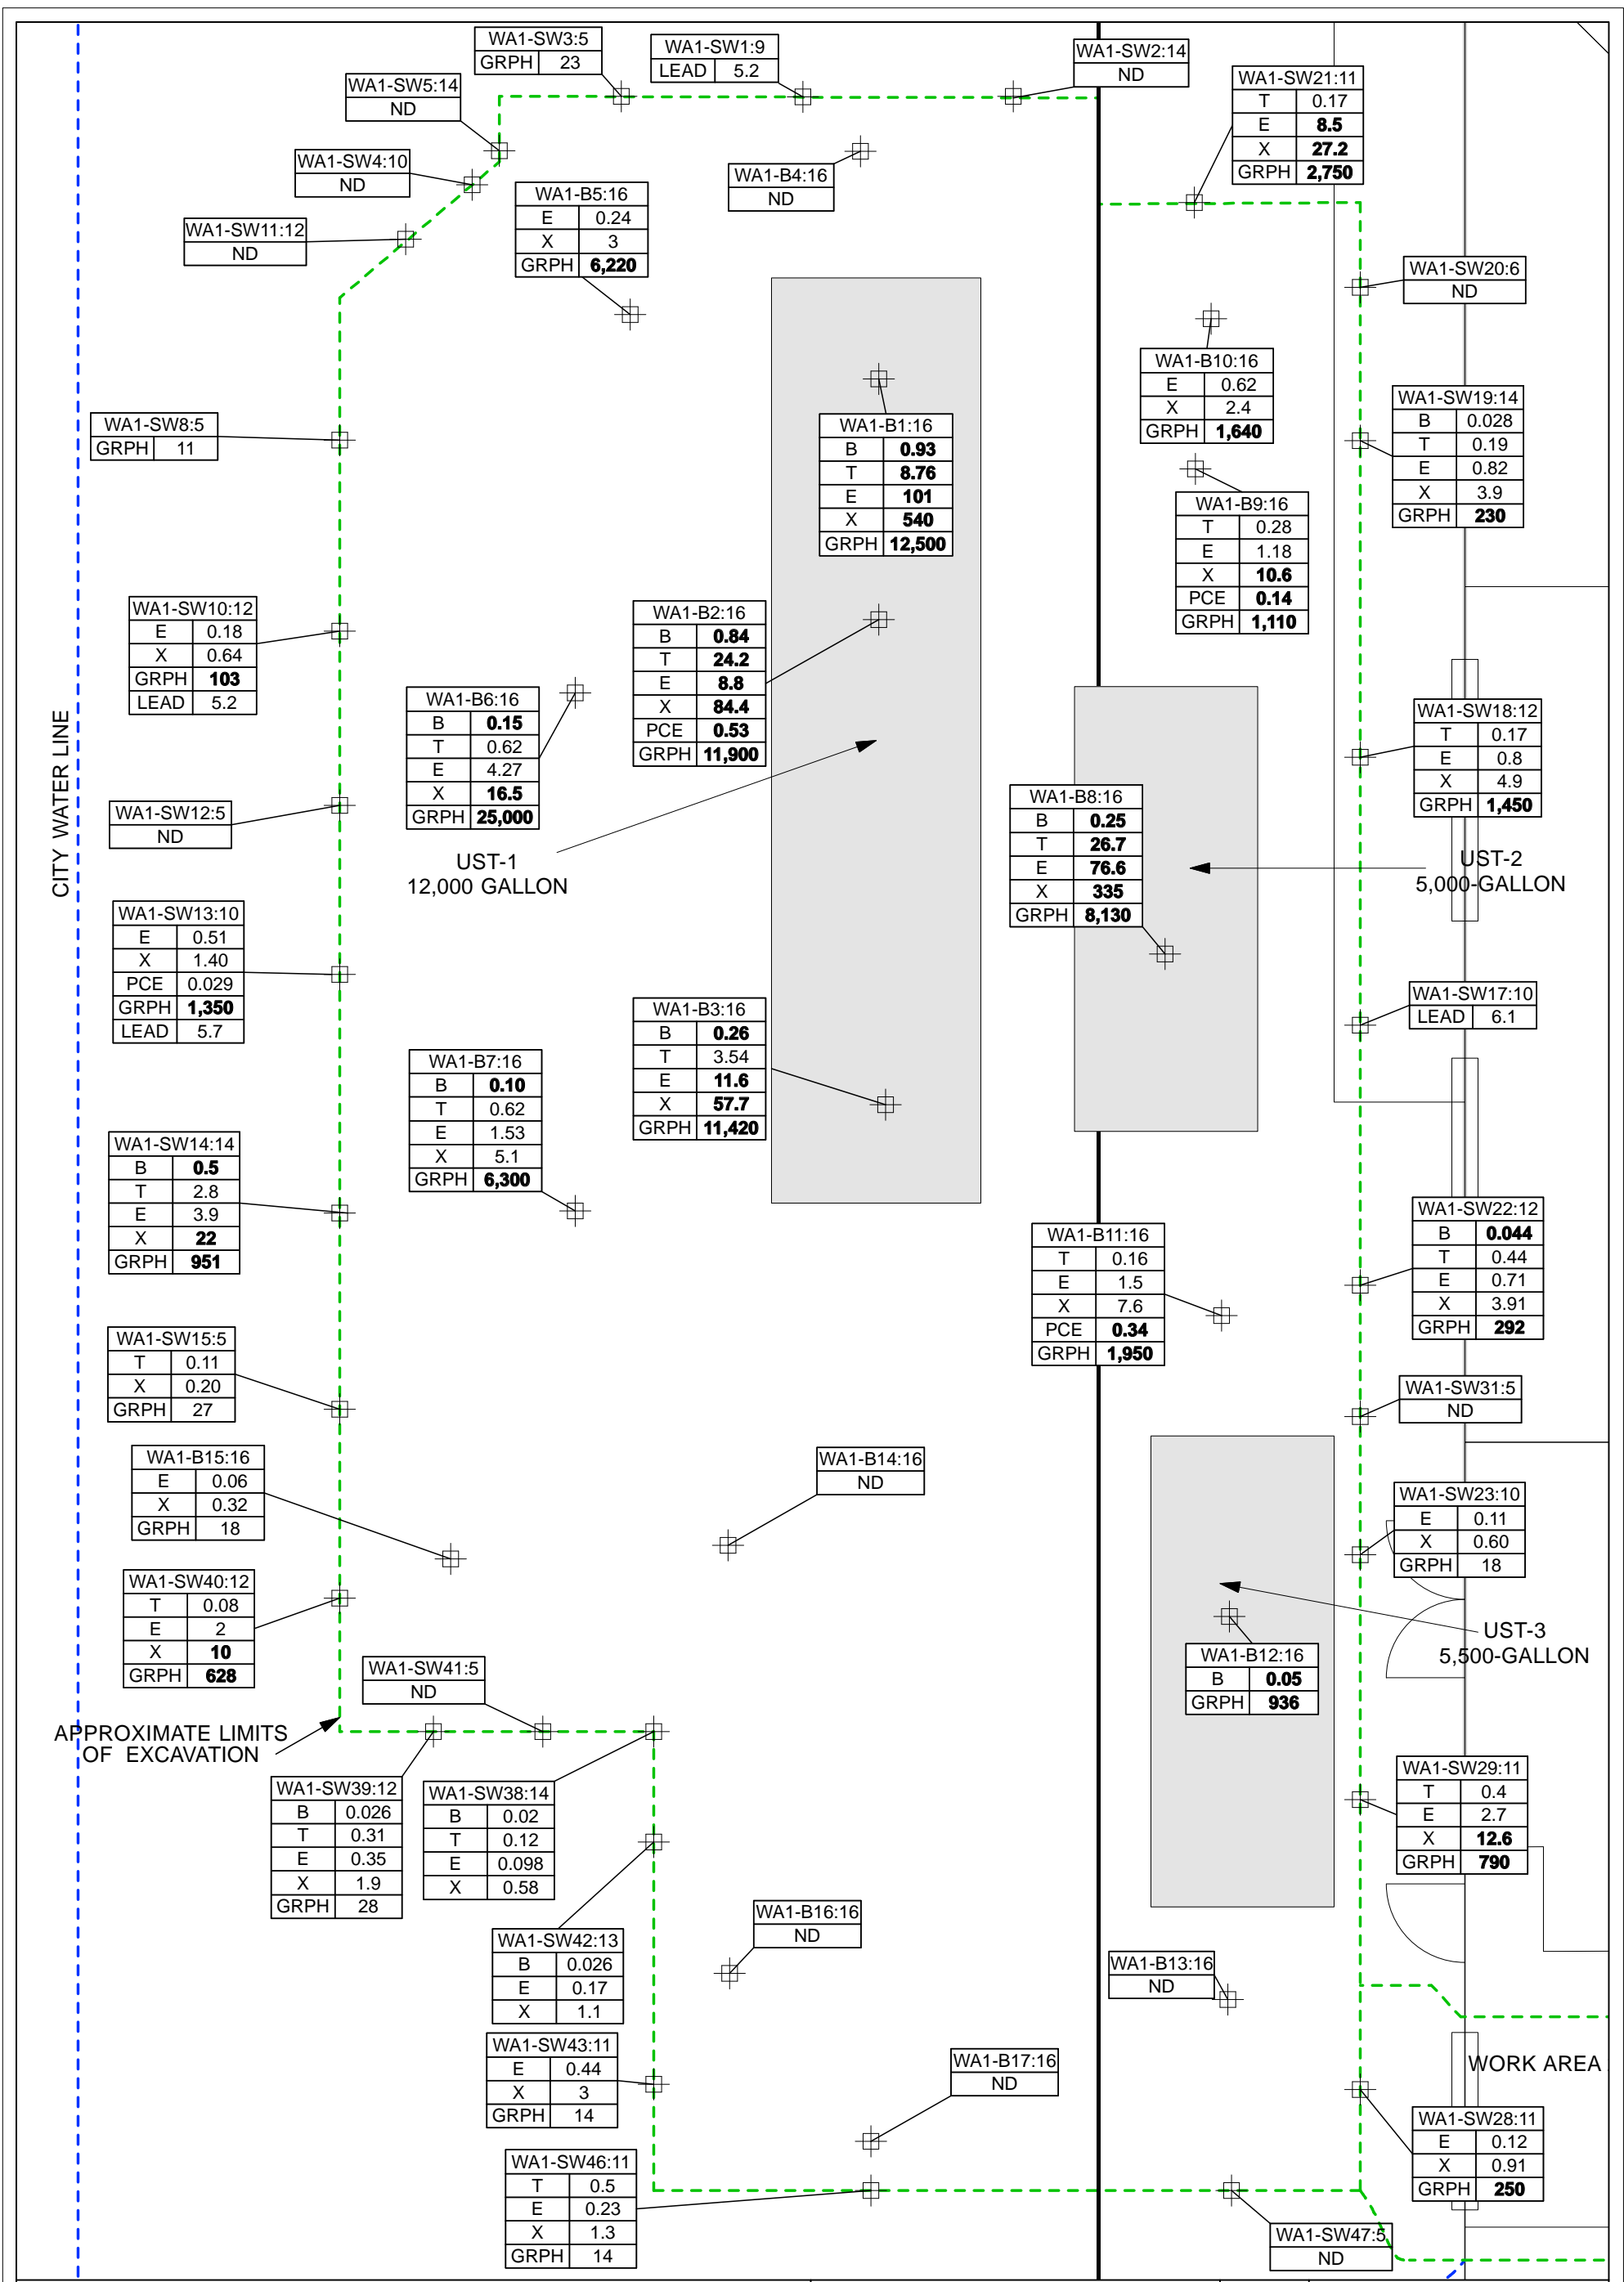 WA1-SW3:5
GRPH 23
WA1-SW1:9
LEAD 5.2
WA1-SW2:14
ND
WA1-SW21:11
T 0.17
E 8.5
X 27.2
GRPH 2,750
WA1-SW5:14
ND
WA1-SW4:10
ND
WA1-B4:16
ND
WA1-B5:16
E 0.24
X 3
GRPH 6,220
WA1-SW11:12
ND
WA1-SW20:6
ND
WA1-B10:16
E 0.62
X 2.4
GRPH 1,640
WA1-SW19:14
B 0.028
T 0.19
E 0.82
X 3.9
GRPH 230
WA1-SW8:5
GRPH 11
WA1-B1:16
B 0.93
T 8.76
E 101
X 540
GRPH 12,500
WA1-B9:16
T 0.28
E 1.18
X 10.6
PCE 0.14
GRPH 1,110
WA1-SW10:12
E 0.18
X 0.64
GRPH 103
LEAD 5.2
WA1-B2:16
B 0.84
T 24.2
E 8.8
X 84.4
PCE 0.53
GRPH 11,900
WA1-B6:16
B 0.15
T 0.62
E 4.27
X 16.5
GRPH 25,000
WA1-SW18:12
T 0.17
E 0.8
X 4.9
GRPH 1,450
CITY WATER LINE
WA1-SW12:5
ND
WA1-B8:16
B 0.25
T 26.7
E 76.6
X 335
GRPH 8,130
UST-1
12,000 GALLON
UST-2
5,000-GALLON
WA1-SW13:10
E 0.51
X 1.40
PCE 0.029
GRPH 1,350
LEAD 5.7
WA1-SW17:10
LEAD 6.1
WA1-B3:16
B 0.26
T 3.54
E 11.6
X 57.7
GRPH 11,420
WA1-B7:16
B 0.10
T 0.62
E 1.53
X 5.1
GRPH 6,300
WA1-SW14:14
B 0.5
T 2.8
E 3.9
X 22
GRPH 951
WA1-SW22:12
B 0.044
T 0.44
E 0.71
X 3.91
GRPH 292
WA1-B11:16
T 0.16
E 1.5
X 7.6
PCE 0.34
GRPH 1,950
WA1-SW15:5
T 0.11
X 0.20
GRPH 27
WA1-SW31:5
ND
WA1-B15:16
E 0.06
X 0.32
GRPH 18
WA1-B14:16
ND
WA1-SW23:10
E 0.11
X 0.60
GRPH 18
WA1-SW40:12
T 0.08
E 2
X 10
GRPH 628
UST-3
5,500-GALLON
WA1-B12:16
B 0.05
GRPH 936
WA1-SW41:5
ND
APPROXIMATE LIMITS
OF EXCAVATION
WA1-SW29:11
T 0.4
E 2.7
X 12.6
GRPH 790
WA1-SW39:12
B 0.026
T 0.31
E 0.35
X 1.9
GRPH 28
WA1-SW38:14
B 0.02
T 0.12
E 0.098
X 0.58
WA1-B16:16
ND
WA1-SW42:13
B 0.026
E 0.17
X 1.1
WA1-B13:16
ND
WA1-SW43:11
E 0.44
X 3
GRPH 14
WA1-B17:16
ND
WORK AREA
WA1-SW28:11
E 0.12
X 0.91
GRPH 250
WA1-SW46:11
T 0.5
E 0.23
X 1.3
GRPH 14
WA1-SW47:5
ND